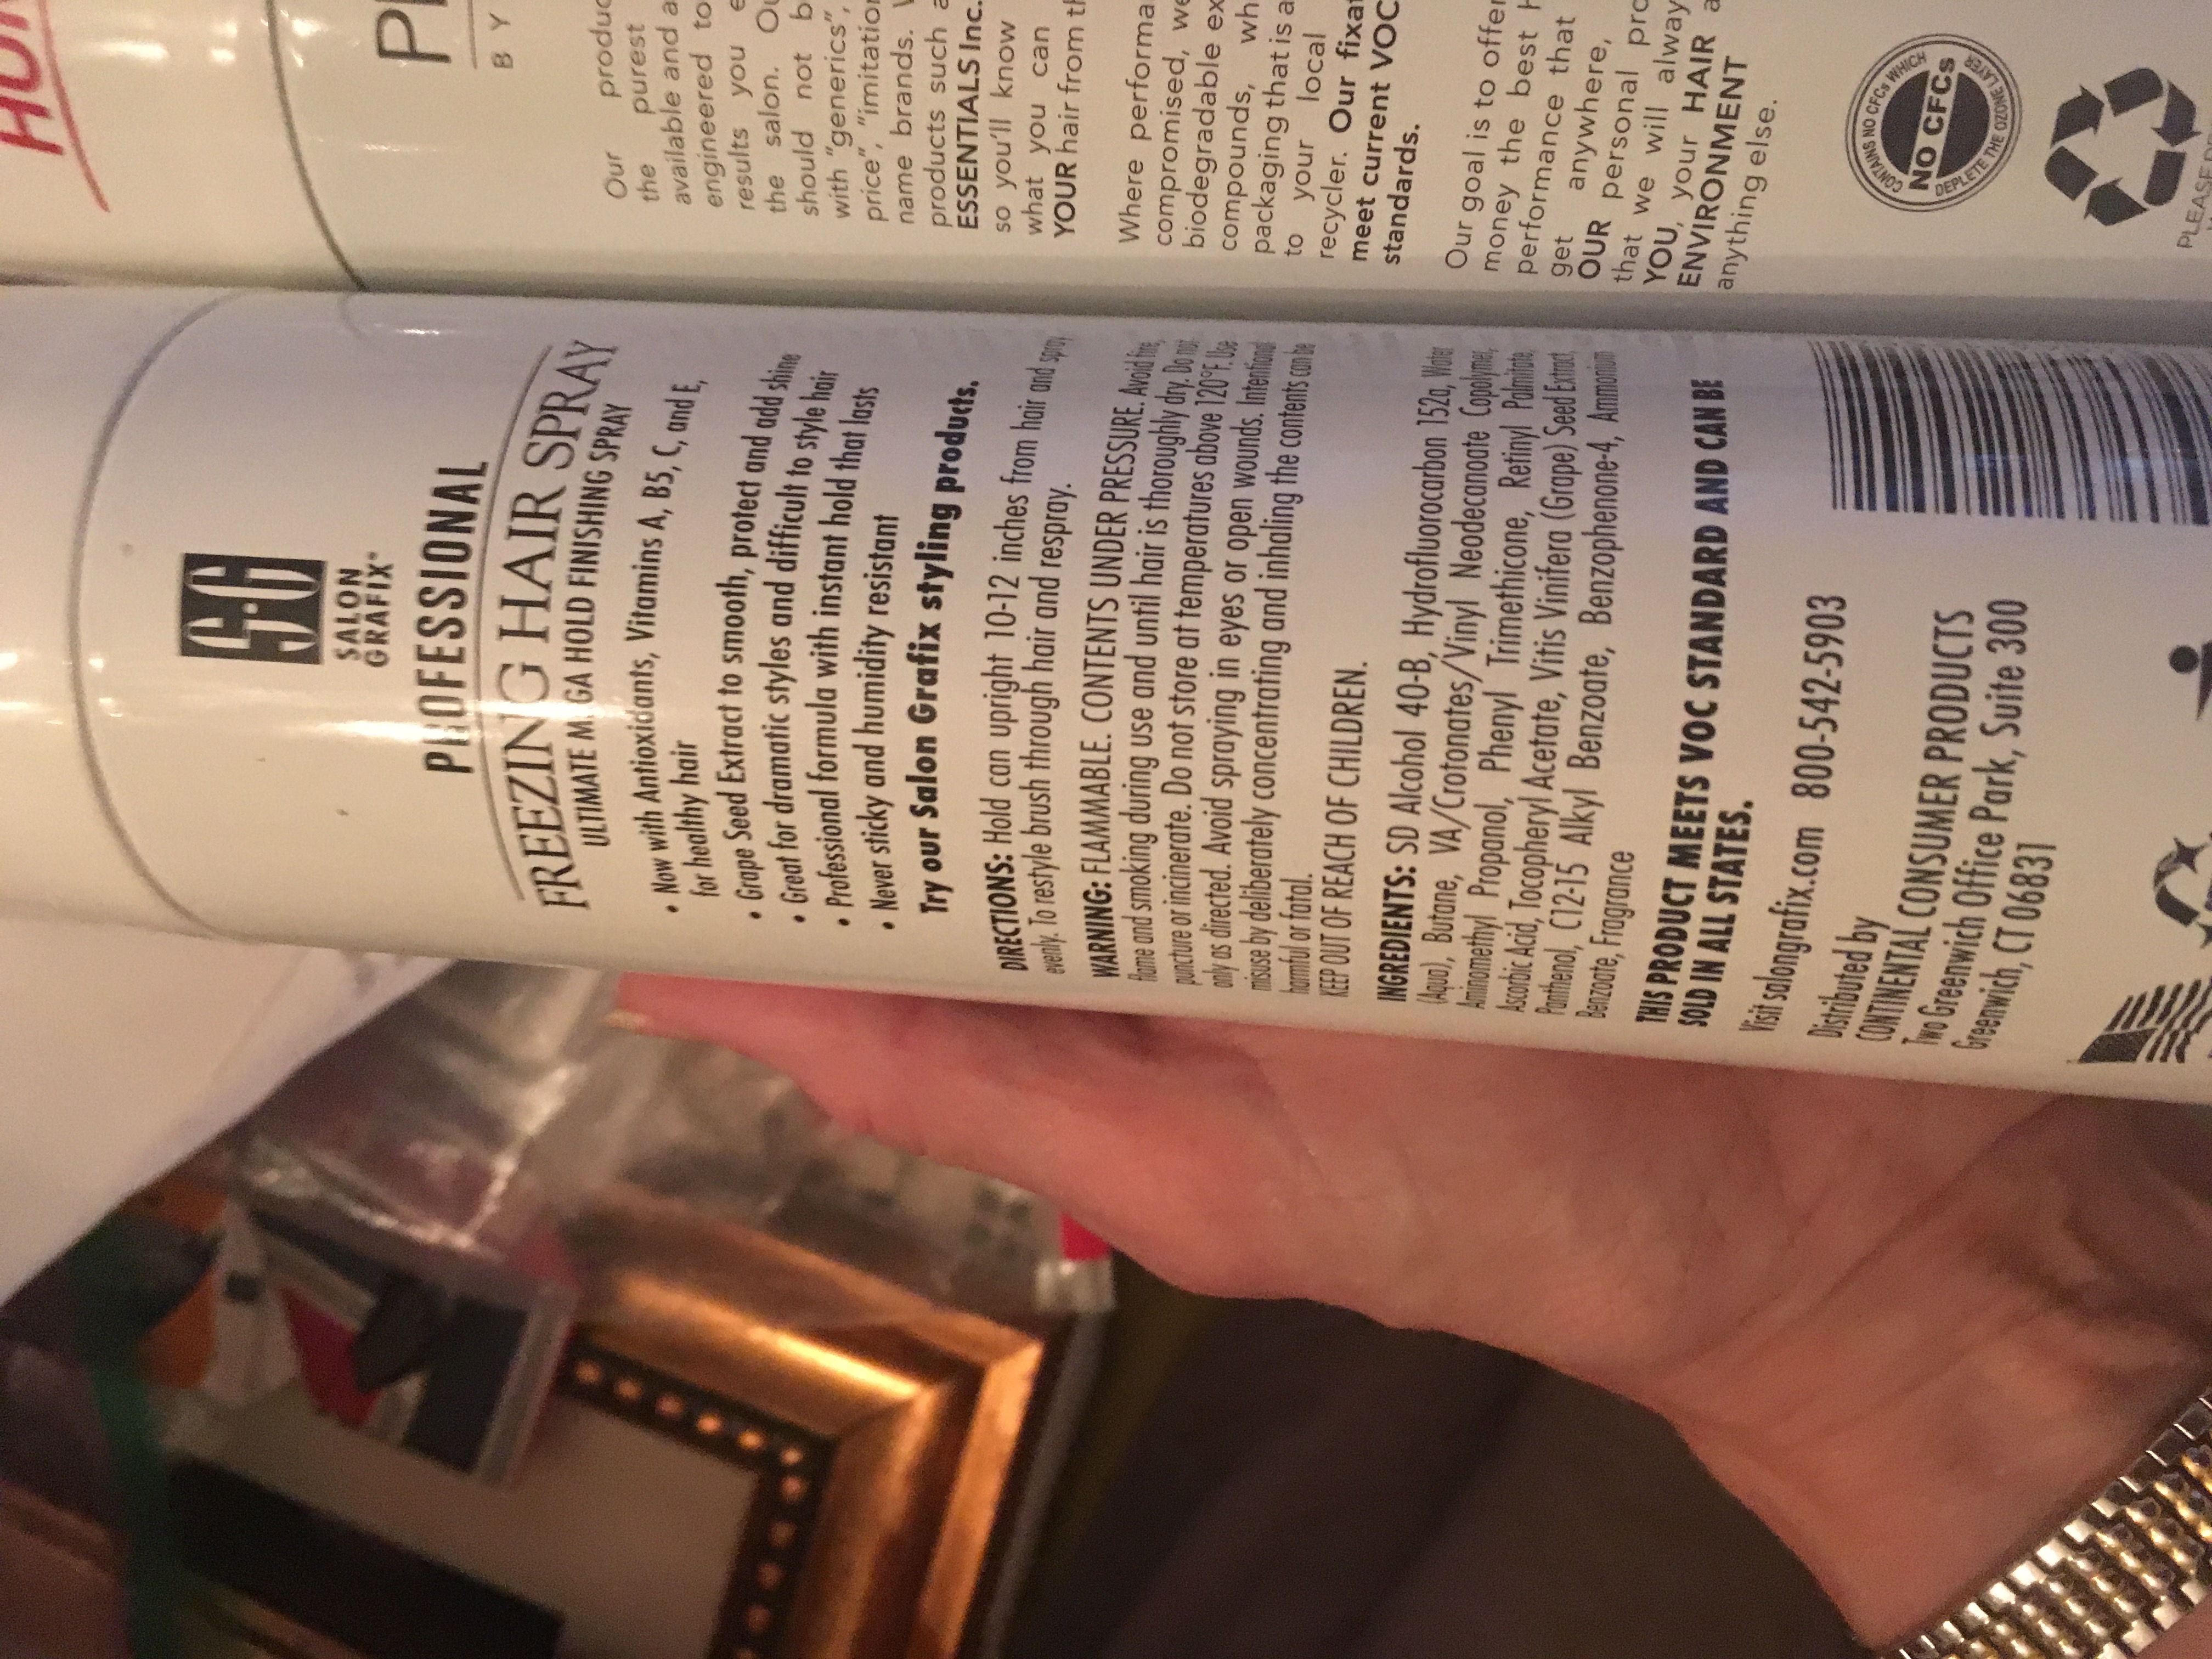 SG
SALON
GRAFIX
PROFESSIONAL
FREEZING HAIR SPRAY
ULTIMATE MEGA HOLD FINISHING SPRAY
• Now with Antioxidants, Vitamins A, B5, C, and E,
for healthy hair
• Grape Seed Extract to smooth, protect and add shine
• Great for dramatic styles and difficult to style hair
• Professional formula with instant hold that lasts
• Never sticky and humidity resistant
Try our Salon Grafix styling products.
DIRECTIONS: Hold can upright 10-12 inches from hair and spray
evenly. To restyle brush through hair and respray.
WARNING: FLAMMABLE. CONTENTS UNDER PRESSURE. Avoid fire,
flame and smoking during use and until hair is thoroughly dry. Do not
puncture or incinerate. Do not store at temperatures above 120°F. Use
only as directed. Avoid spraying in eyes or open wounds. Intentional
misuse by deliberately concentrating and inhaling the contents can be
harmful or fatal.
KEEP OUT OF REACH OF CHILDREN.
INGREDIENTS: SD Alcohol 40-B, Hydrofluorocarbon 152a, Water
(Aqua), Butane, VA/Crotonates/Vinyl Neodecanoate Copolymer,
Aminomethyl Propanol, Phenyl Trimethicone, Retinyl Palmitate,
Ascorbic Acid, Tocopheryl Acetate, Vitis Vinifera (Grape) Seed Extract,
Panthenol, C12-15 Alkyl Benzoate, Benzophenone-4, Ammonium
Benzoate, Fragrance
THIS PRODUCT MEETS VOC STANDARD AND CAN BE
SOLD IN ALL STATES.
Visit salongrafix.com 800-542-5903
Distributed by
CONTINENTAL CONSUMER PRODUCTS
Two Greenwich Office Park, Suite 300
Greenwich, CT 06831
BY
Our produc
the purest
available and a
engineered to
results you e
the salon. Ou
should not b
with "generics",
price", "imitation
name brands.
products such a
ESSENTIALS Inc.
so you'll know
what you can
YOUR hair from th
Where performa
compromised, we
biodegradable ex
compounds, wh
packaging that is a
to your local
recycler. Our fixat
meet current VOC
standards.
Our goal is to offer
money the best H
performance that
get anywhere,
OUR personal pro
that we will always
YOU, your HAIR a
ENVIRONMENT
anything else.
CONTAINS NO CFCs WHICH
NO CFCs
DEPLETE THE OZONE LAYER
PLEASE